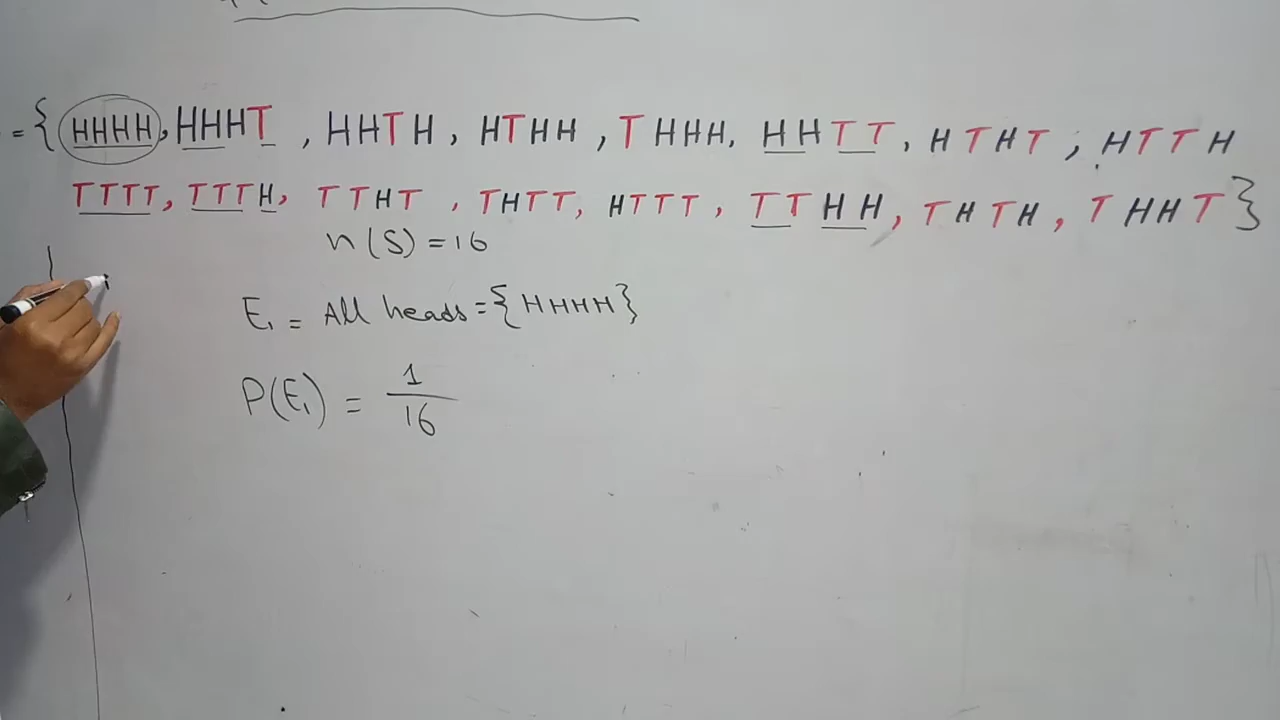 = { HHHH, HHHT, HHTH, HTHH, THHH, HHTT, HTHT, HTTH
TTTT, TTTH, TTHT, THTT, HTTT, TTHH, THTH, THHT }
n(S) = 16
E₁ = All heads = { HHHH }
P(E₁) = 1/16